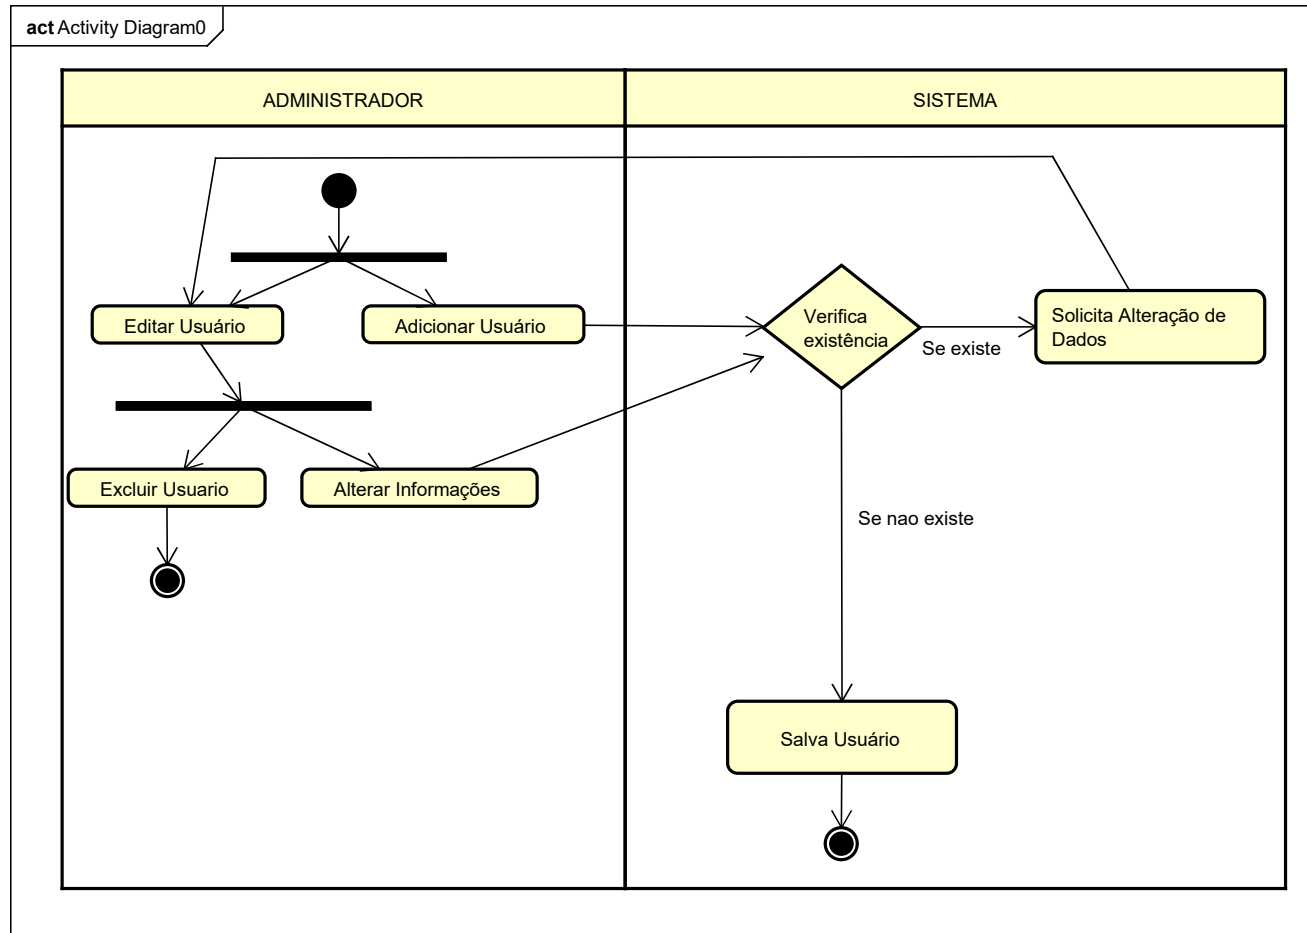 act Activity Diagram0
ADMINISTRADOR
SISTEMA
Editar Usuário
Adicionar Usuário
Verifica
existência
Se existe
Solicita Alteração de
Dados
Excluir Usuario
Alterar Informações
Se nao existe
Salva Usuário